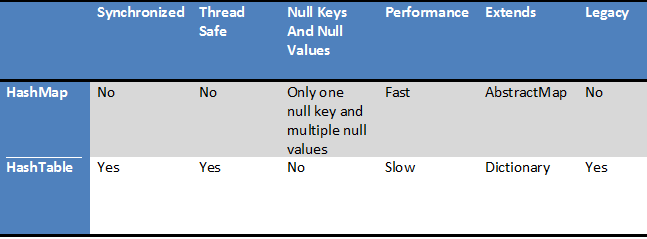 Synchronized Thread Null Keys Performance Extends Legacy
Safe And Null
Values
HashMap No No Only one Fast AbstractMap No
null key and
multiple null
values
HashTable Yes Yes No Slow Dictionary Yes